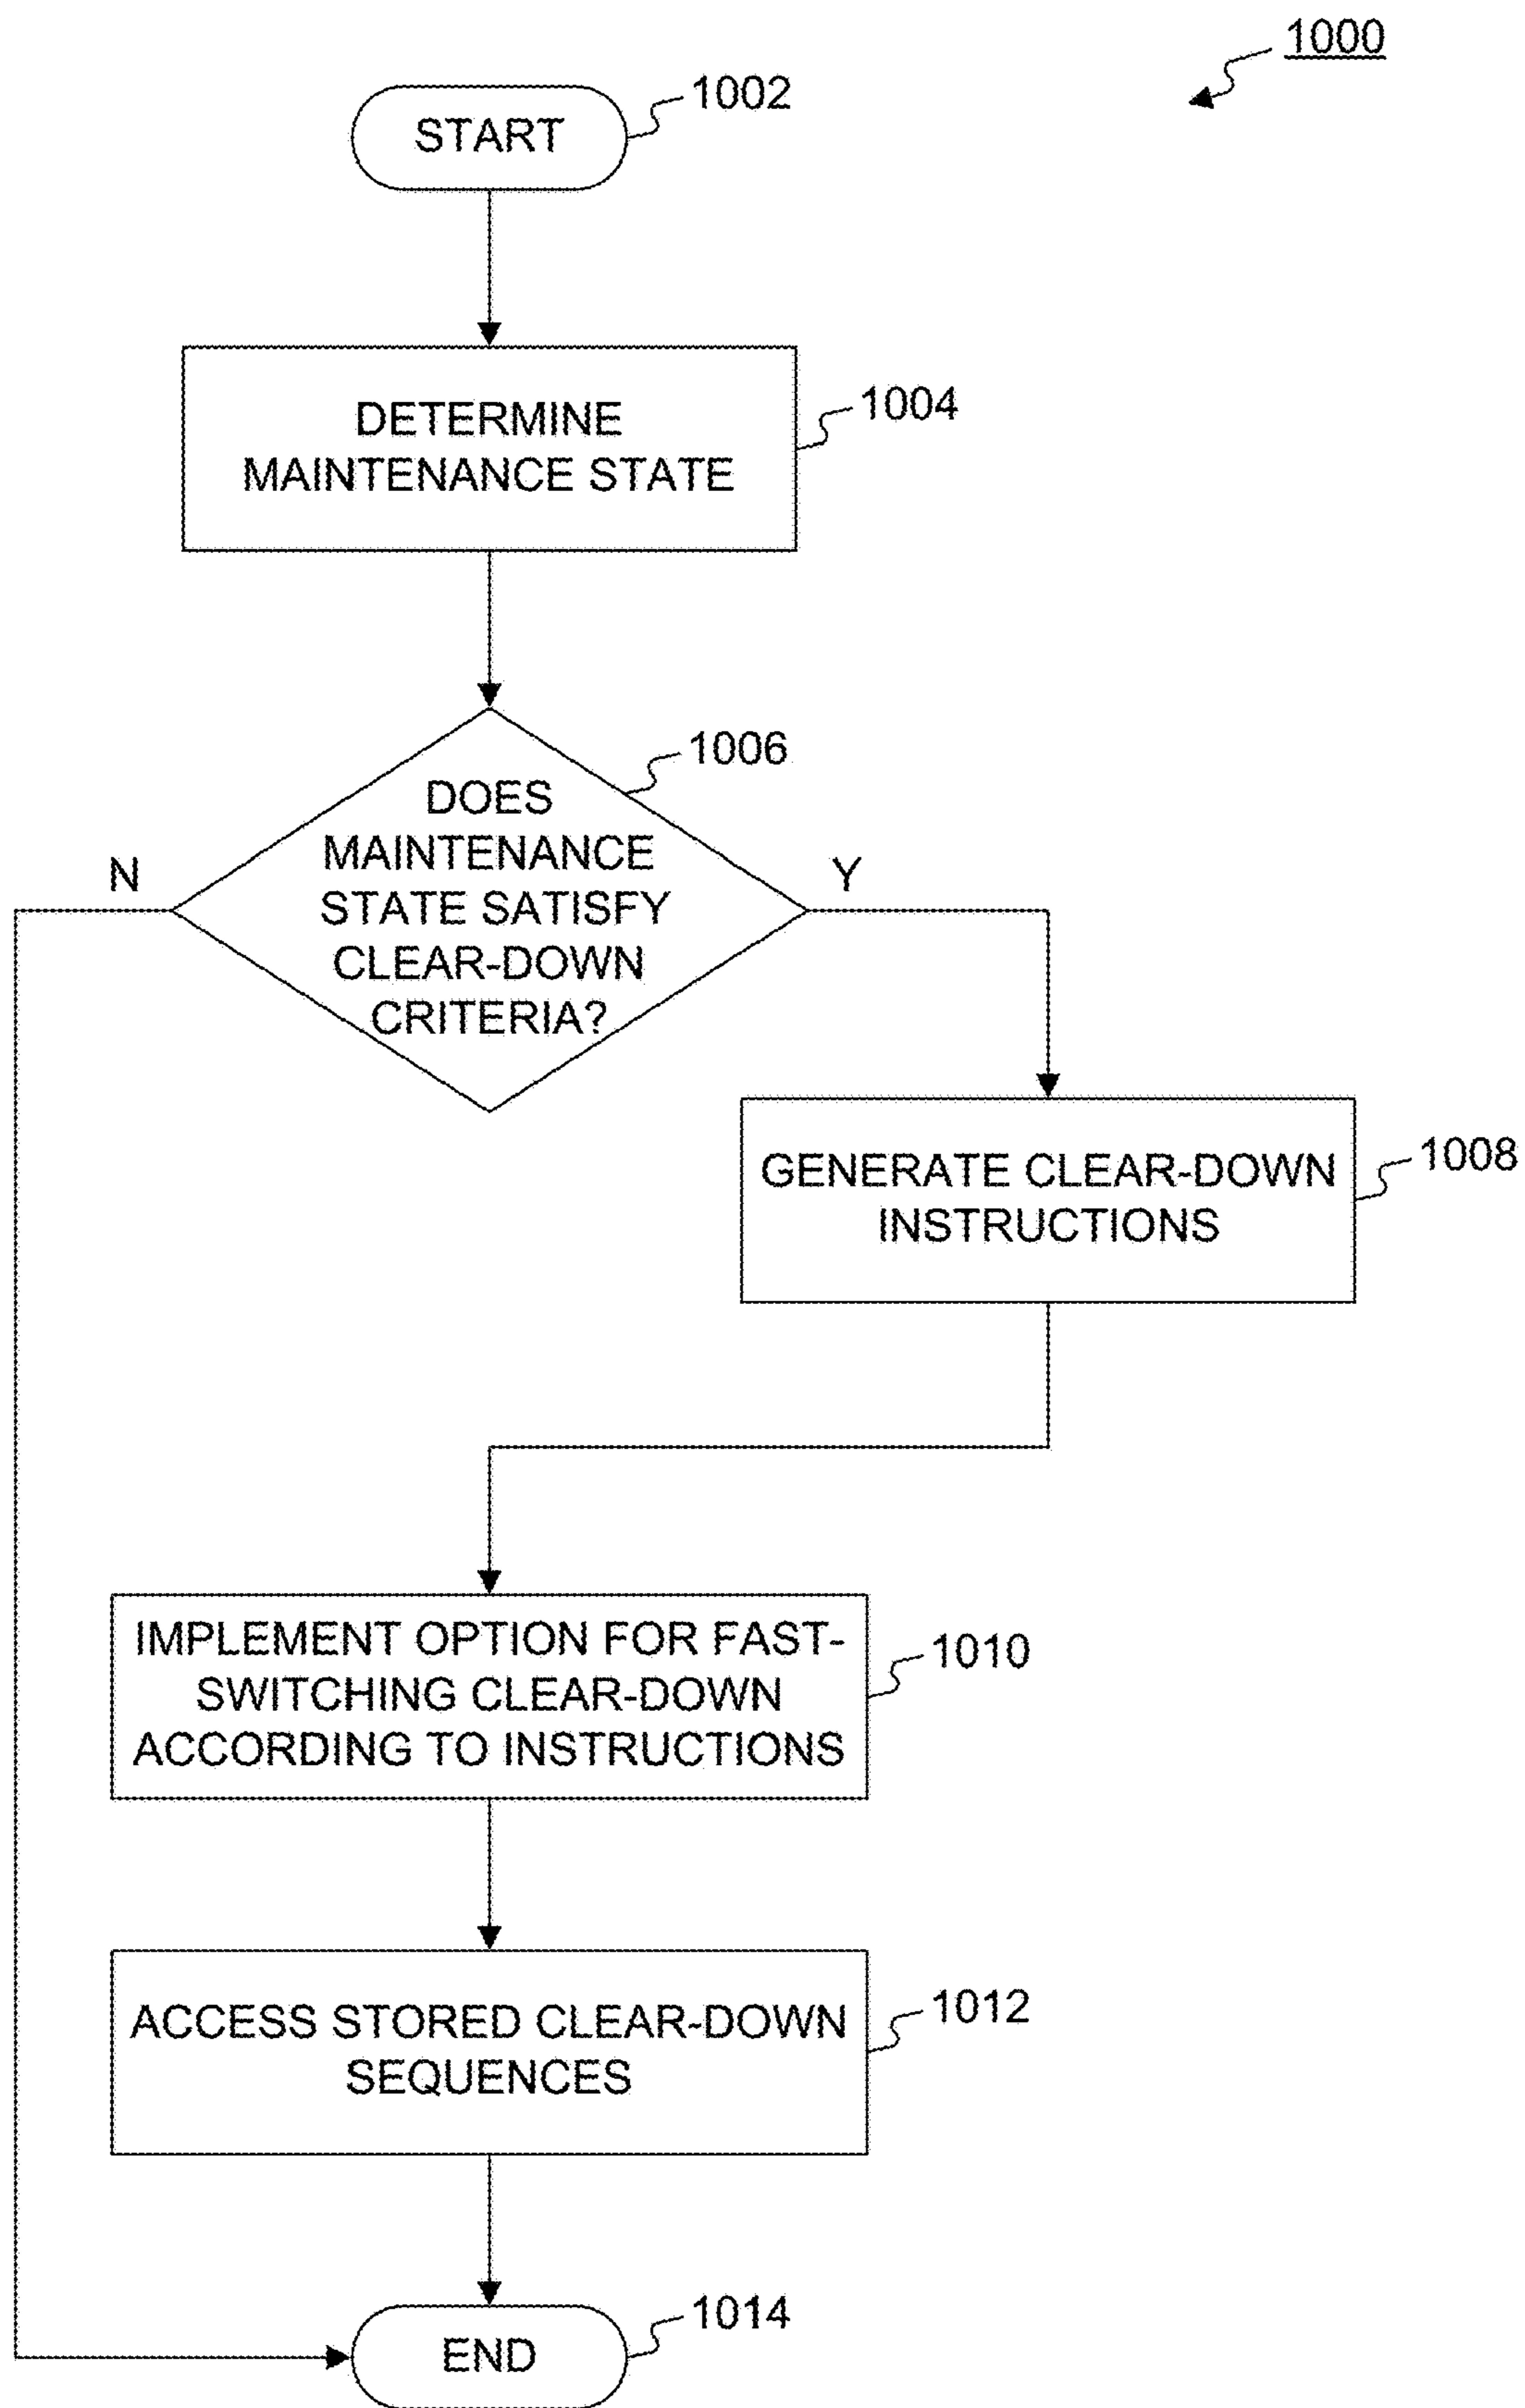 1000
START
1002
DETERMINE
MAINTENANCE STATE
1004
DOES
MAINTENANCE
STATE SATISFY
CLEAR-DOWN
CRITERIA?
1006
N
Y
GENERATE CLEAR-DOWN
INSTRUCTIONS
1008
IMPLEMENT OPTION FOR FAST-
SWITCHING CLEAR-DOWN
ACCORDING TO INSTRUCTIONS
1010
ACCESS STORED CLEAR-DOWN
SEQUENCES
1012
END
1014